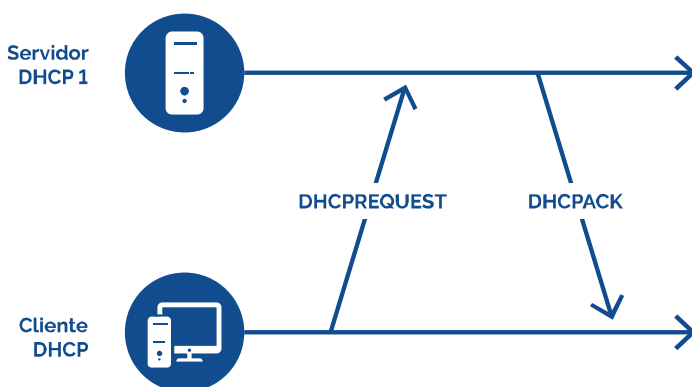 Servidor
DHCP 1
DHCPREQUEST
DHCPACK
Cliente
DHCP